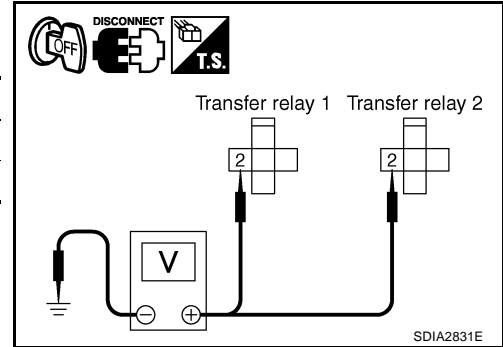 OFF
DISCONNECT
T.S.
Transfer relay 1 Transfer relay 2
2 2
V
− +
SDIA2831E